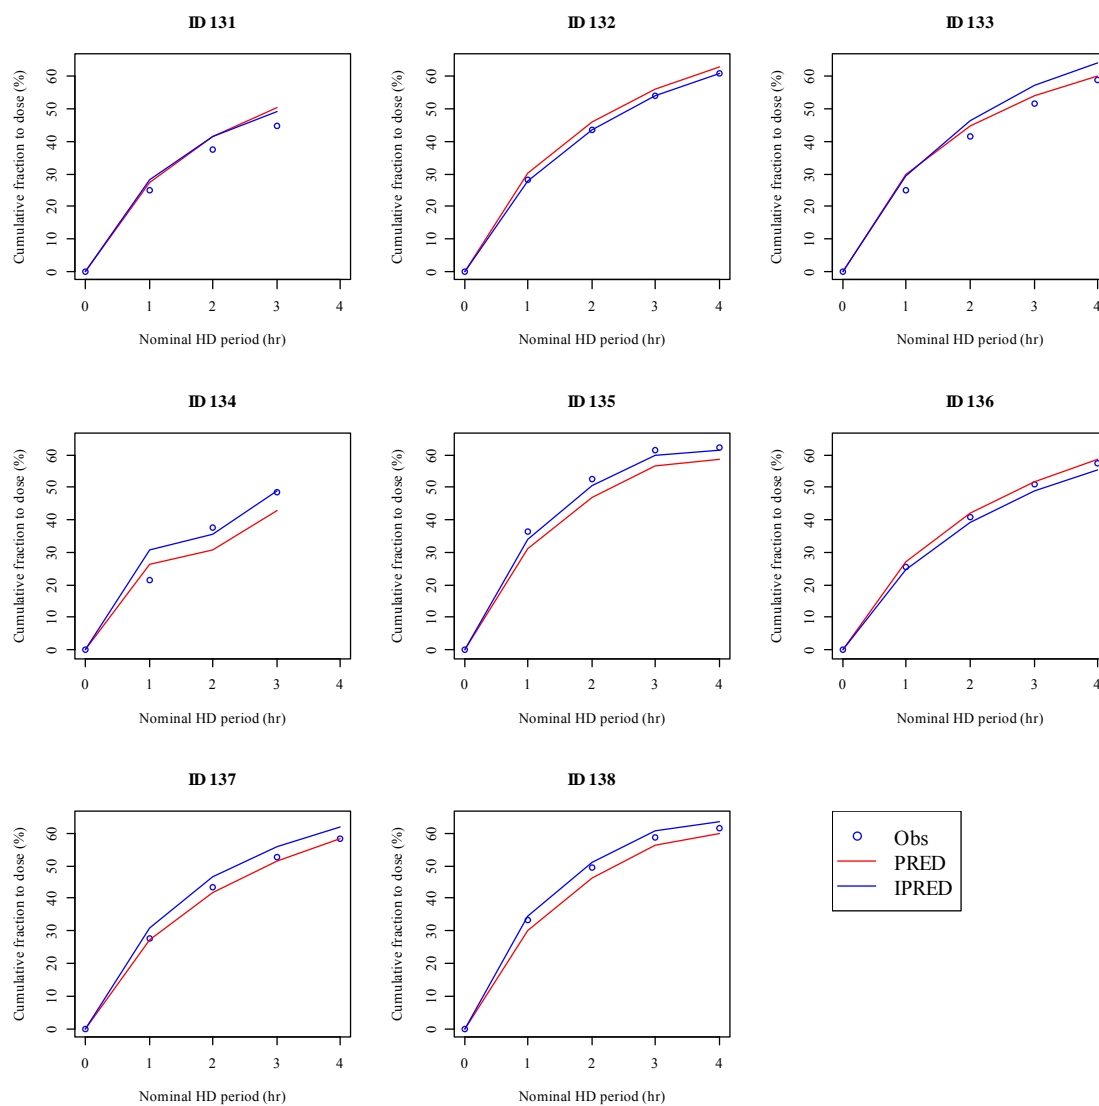 ID 131
Cumulative fraction to dose (%)
0 10 20 30 40 50 60
0 1 2 3 4
Nominal HD period (hr)
ID 132
Cumulative fraction to dose (%)
0 10 20 30 40 50 60
0 1 2 3 4
Nominal HD period (hr)
ID 133
Cumulative fraction to dose (%)
0 10 20 30 40 50 60
0 1 2 3 4
Nominal HD period (hr)
ID 134
Cumulative fraction to dose (%)
0 10 20 30 40 50 60
0 1 2 3 4
Nominal HD period (hr)
ID 135
Cumulative fraction to dose (%)
0 10 20 30 40 50 60
0 1 2 3 4
Nominal HD period (hr)
ID 136
Cumulative fraction to dose (%)
0 10 20 30 40 50 60
0 1 2 3 4
Nominal HD period (hr)
ID 137
Cumulative fraction to dose (%)
0 10 20 30 40 50 60
0 1 2 3 4
Nominal HD period (hr)
ID 138
Cumulative fraction to dose (%)
0 10 20 30 40 50 60
0 1 2 3 4
Nominal HD period (hr)
Obs
PRED
IPRED